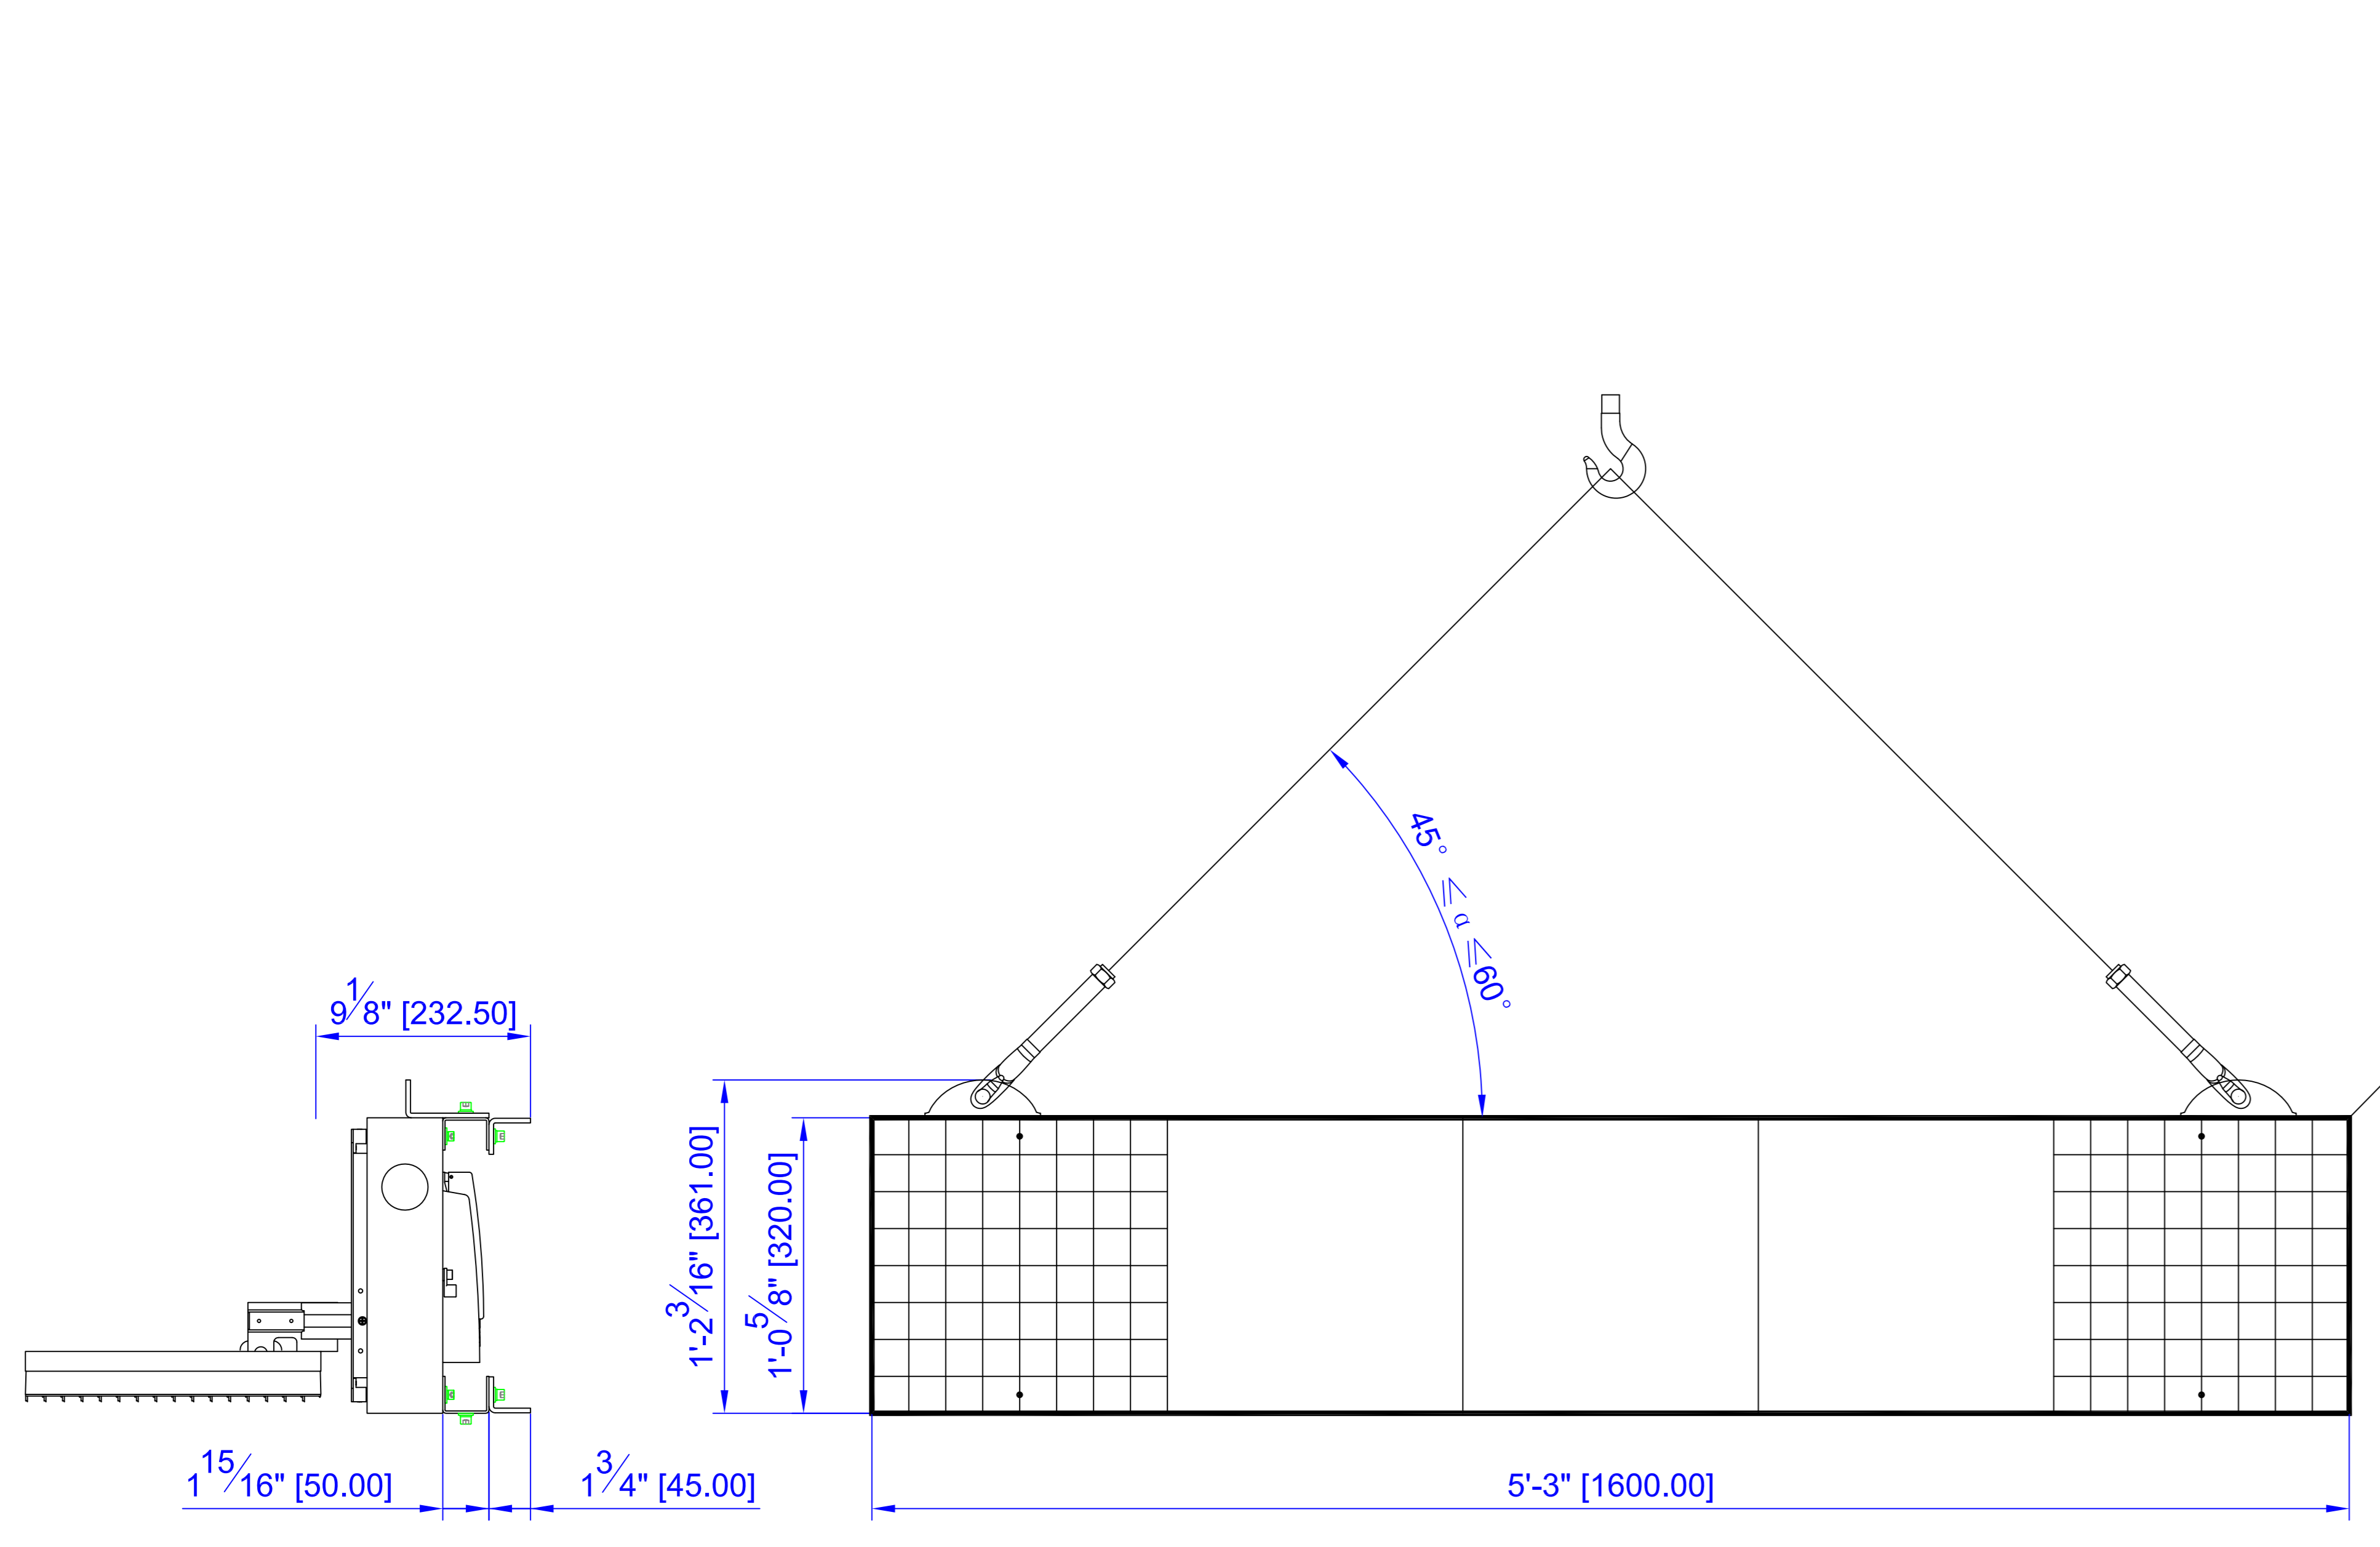 9 1/8" [232.50]
45° ≤ α ≤60°
1'-2 3/16" [361.00]
1'-0 5/8" [320.00]
1 15/16" [50.00]
1 3/4" [45.00]
5'-3" [1600.00]